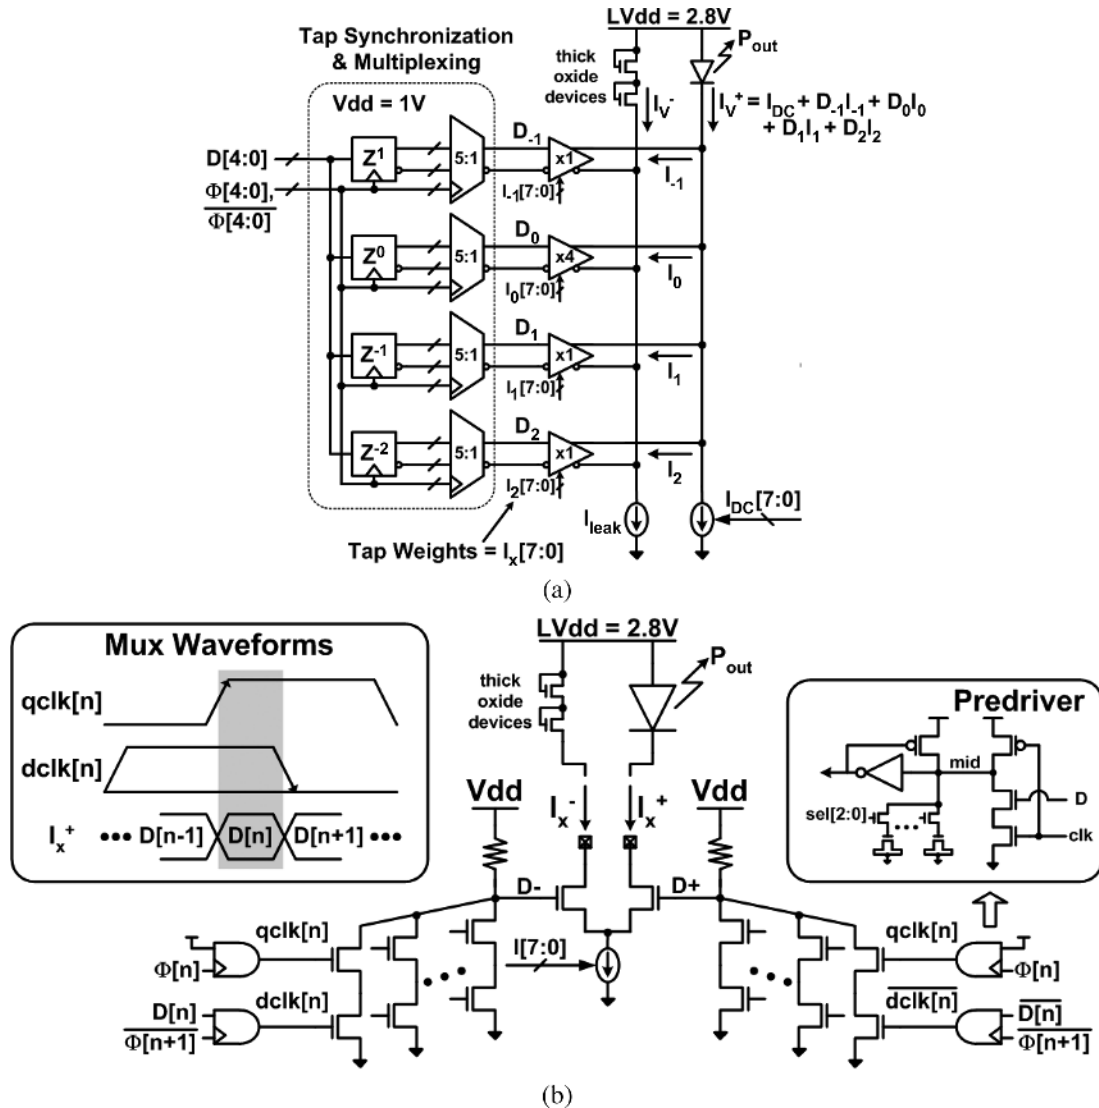 LVdd = 2.8V
Tap Synchronization
& Multiplexing
thick
oxide
devices
P_out
Vdd = 1V
I_V^-
I_V^+ = I_DC + D_-1I_-1 + D_0I_0
+ D_1I_1 + D_2I_2
D[4:0]
Φ[4:0],
Φ[4:0]
Z^1
5:1
D_-1
x1
I_-1[7:0]
I_-1
Z^0
5:1
D_0
x4
I_0[7:0]
I_0
Z^-1
5:1
D_1
x1
I_1[7:0]
I_1
Z^-2
5:1
D_2
x1
I_2[7:0]
I_2
I_leak
I_DC[7:0]
Tap Weights = I_x[7:0]
(a)
Mux Waveforms
qclk[n]
dclk[n]
I_x^+ ••• D[n-1] D[n] D[n+1] •••
LVdd = 2.8V
thick
oxide
devices
P_out
Predriver
mid
D
sel[2:0]
clk
Vdd
I_x^-
I_x^+
Vdd
D-
D+
I[7:0]
qclk[n]
Φ[n]
dclk[n]
D[n]
Φ[n+1]
qclk[n]
Φ[n]
dclk[n]
D[n]
Φ[n+1]
(b)